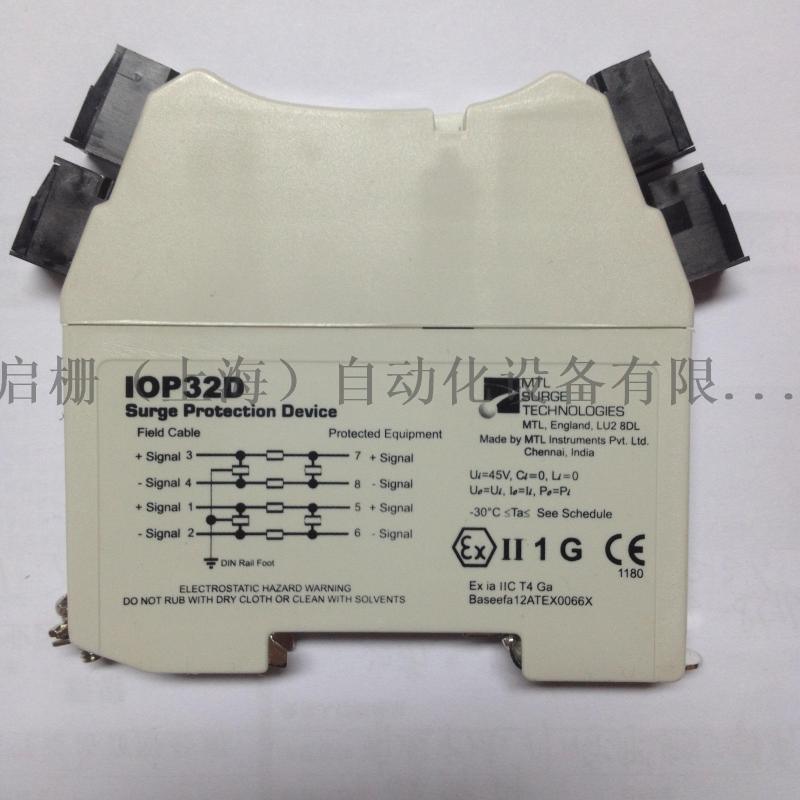 启栅（上海）自动化设备有限...
IOP32D
Surge Protection Device
Field Cable
Protected Equipment
+ Signal 3
7 + Signal
- Signal 4
8 - Signal
+ Signal 1
5 + Signal
- Signal 2
6 - Signal
DIN Rail Foot
ELECTROSTATIC HAZARD WARNING
DO NOT RUB WITH DRY CLOTH OR CLEAN WITH SOLVENTS
MTL
SURGE
TECHNOLOGIES
MTL, England, LU2 8DL
Made by MTL Instruments Pvt. Ltd.
Chennai, India
Ui=45V, Ci=0, Li=0
Uo=Ui, Io=Ii, Po=Pi
-30°C ≤Ta≤ See Schedule
Ex II 1 G CE
1180
Ex ia IIC T4 Ga
Baseefa12ATEX0066X